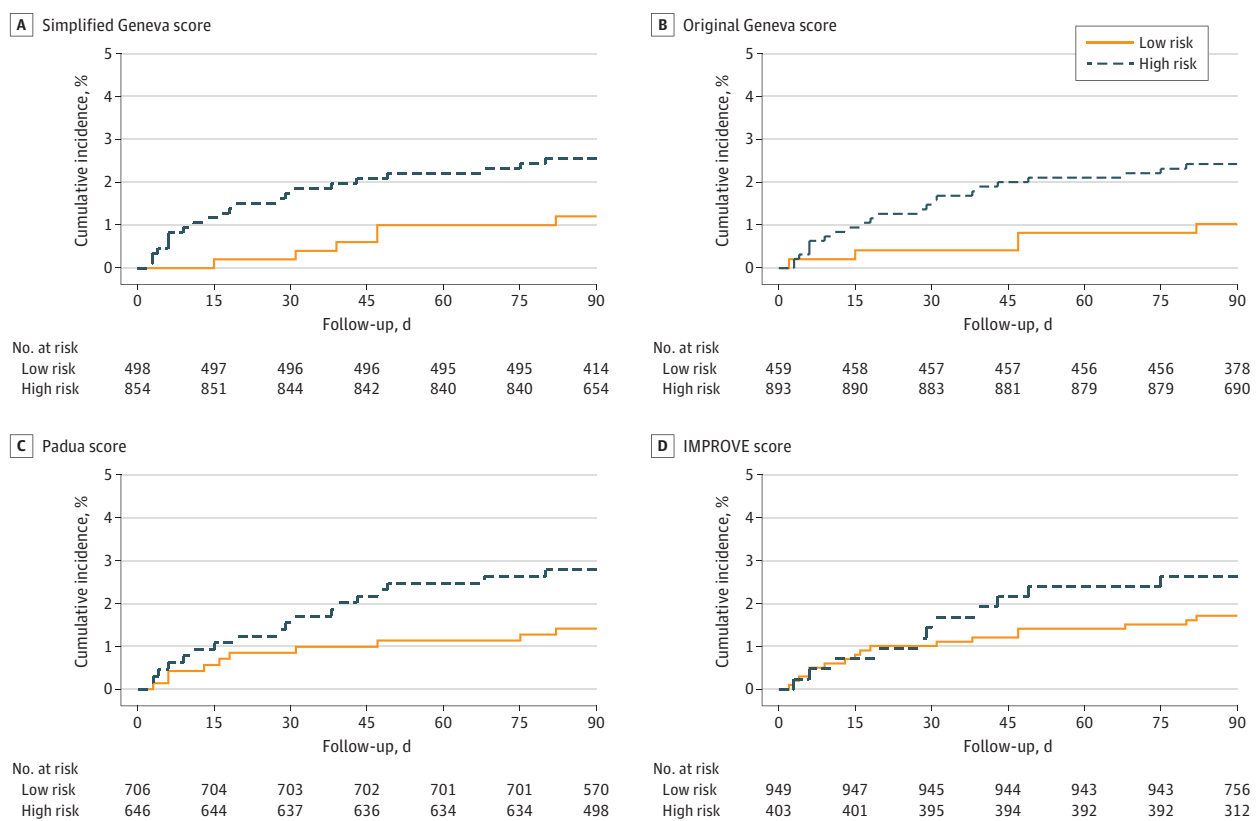 A Simplified Geneva score
5
4
3
2
1
0
Cumulative incidence, %
0 15 30 45 60 75 90
Follow-up, d
No. at risk
Low risk 498 497 496 496 495 495 414
High risk 854 851 844 842 840 840 654
B Original Geneva score
Low risk
High risk
5
4
3
2
1
0
Cumulative incidence, %
0 15 30 45 60 75 90
Follow-up, d
No. at risk
Low risk 459 458 457 457 456 456 378
High risk 893 890 883 881 879 879 690
C Padua score
5
4
3
2
1
0
Cumulative incidence, %
0 15 30 45 60 75 90
Follow-up, d
No. at risk
Low risk 706 704 703 702 701 701 570
High risk 646 644 637 636 634 634 498
D IMPROVE score
5
4
3
2
1
0
Cumulative incidence, %
0 15 30 45 60 75 90
Follow-up, d
No. at risk
Low risk 949 947 945 944 943 943 756
High risk 403 401 395 394 392 392 312